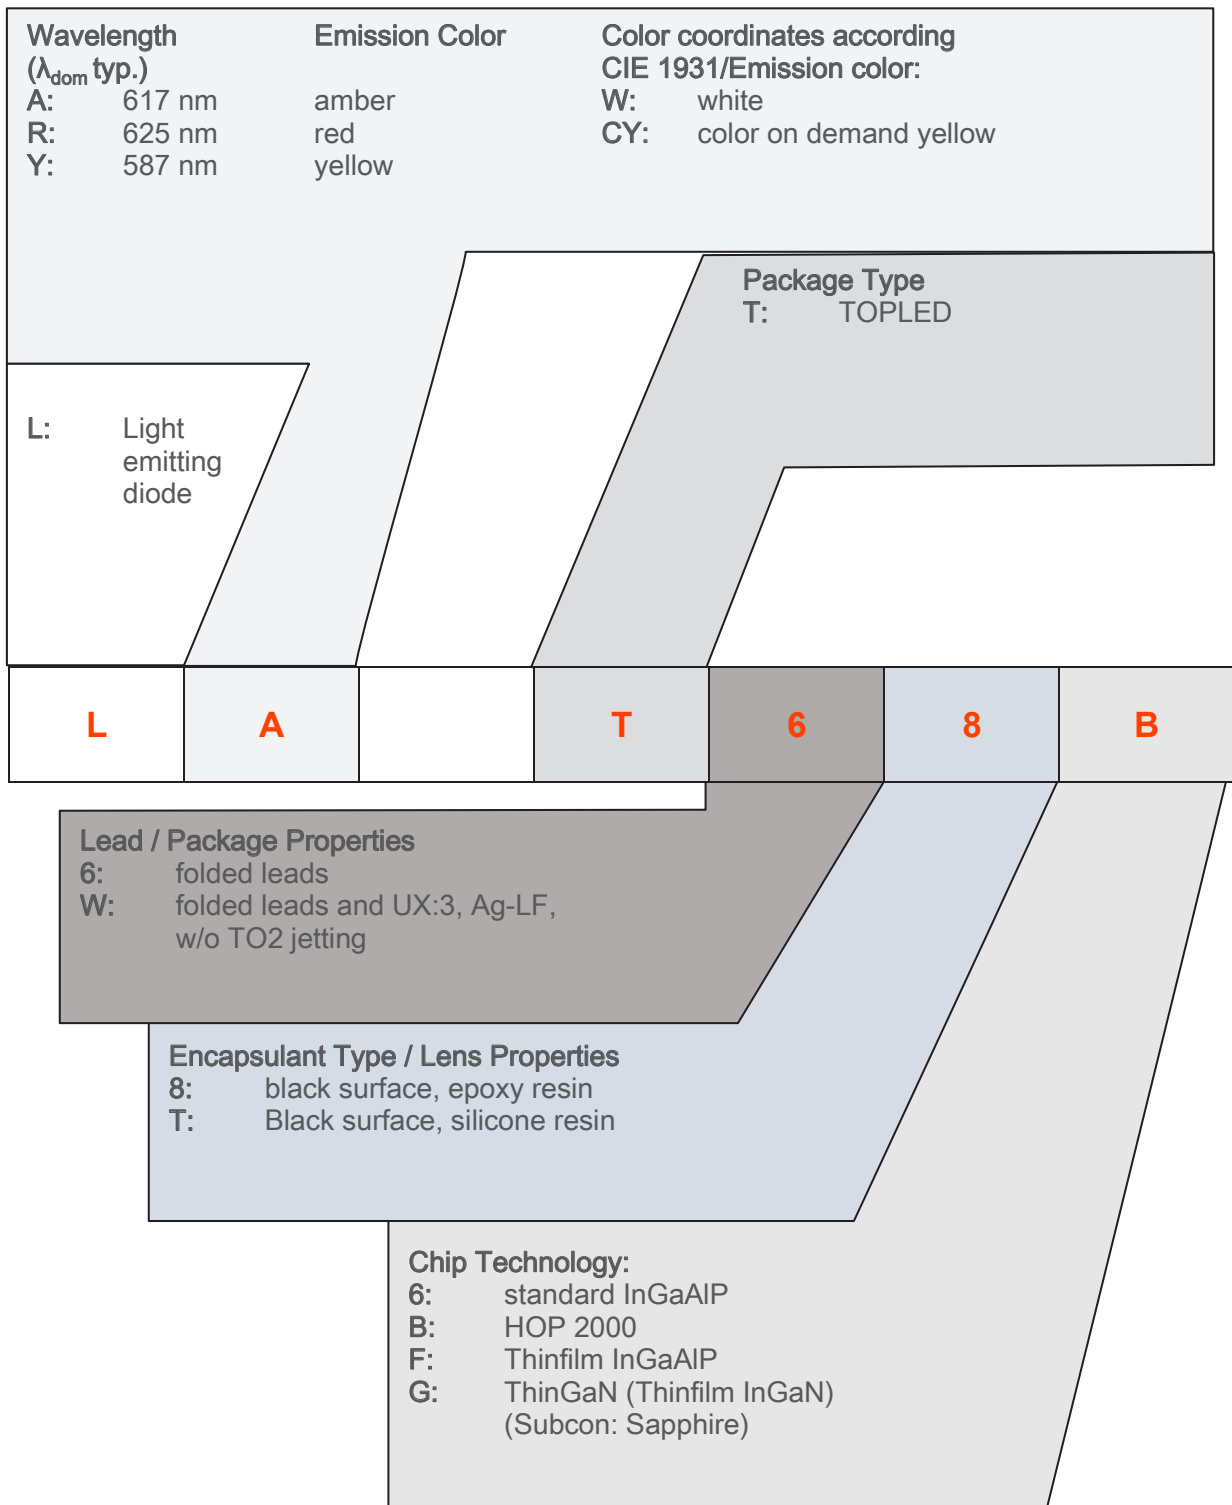 Wavelength Emission Color Color coordinates according
(λdom typ.) CIE 1931/Emission color:
A: 617 nm amber W: white
R: 625 nm red CY: color on demand yellow
Y: 587 nm yellow
Package Type
T: TOPLED
L: Light
emitting
diode
L A T 6 8 B
Lead / Package Properties
6: folded leads
W: folded leads and UX:3, Ag-LF,
w/o TO2 jetting
Encapsulant Type / Lens Properties
8: black surface, epoxy resin
T: Black surface, silicone resin
Chip Technology:
6: standard InGaAlP
B: HOP 2000
F: Thinfilm InGaAlP
G: ThinGaN (Thinfilm InGaN)
(Subcon: Sapphire)